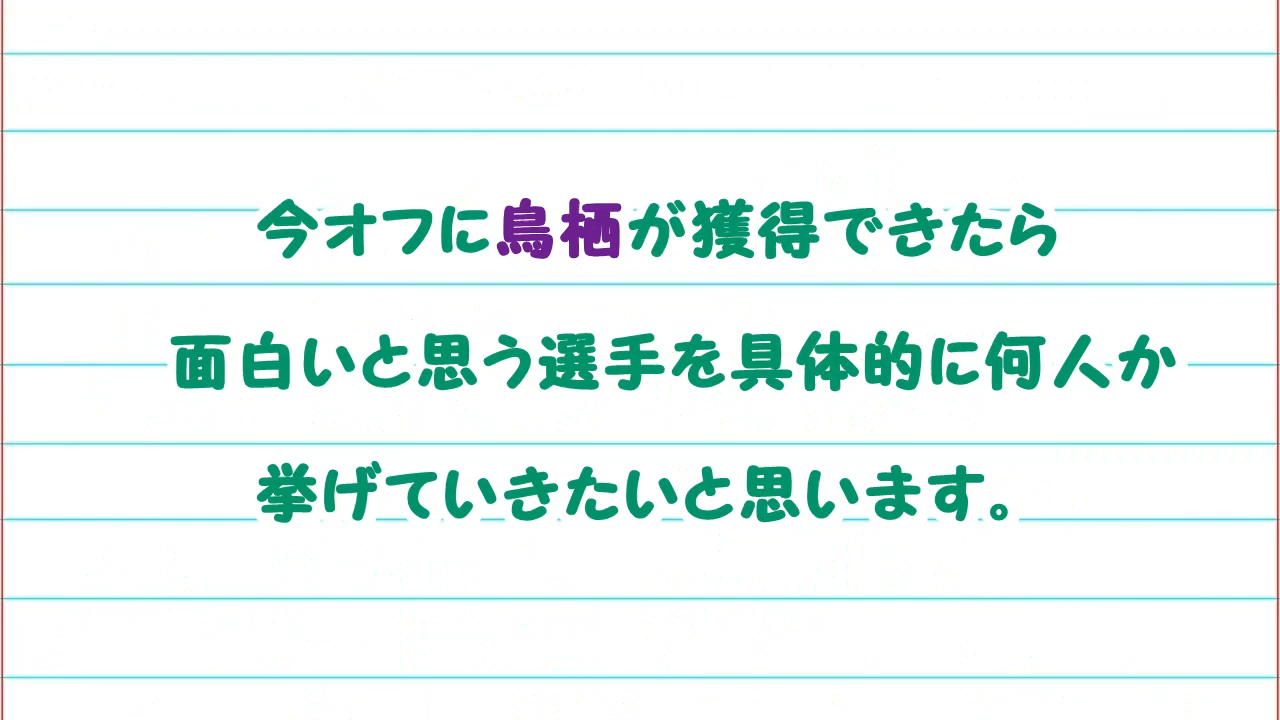 今オフに鳥栖が獲得できたら
面白いと思う選手を具体的に何人か
挙げていきたいと思います。